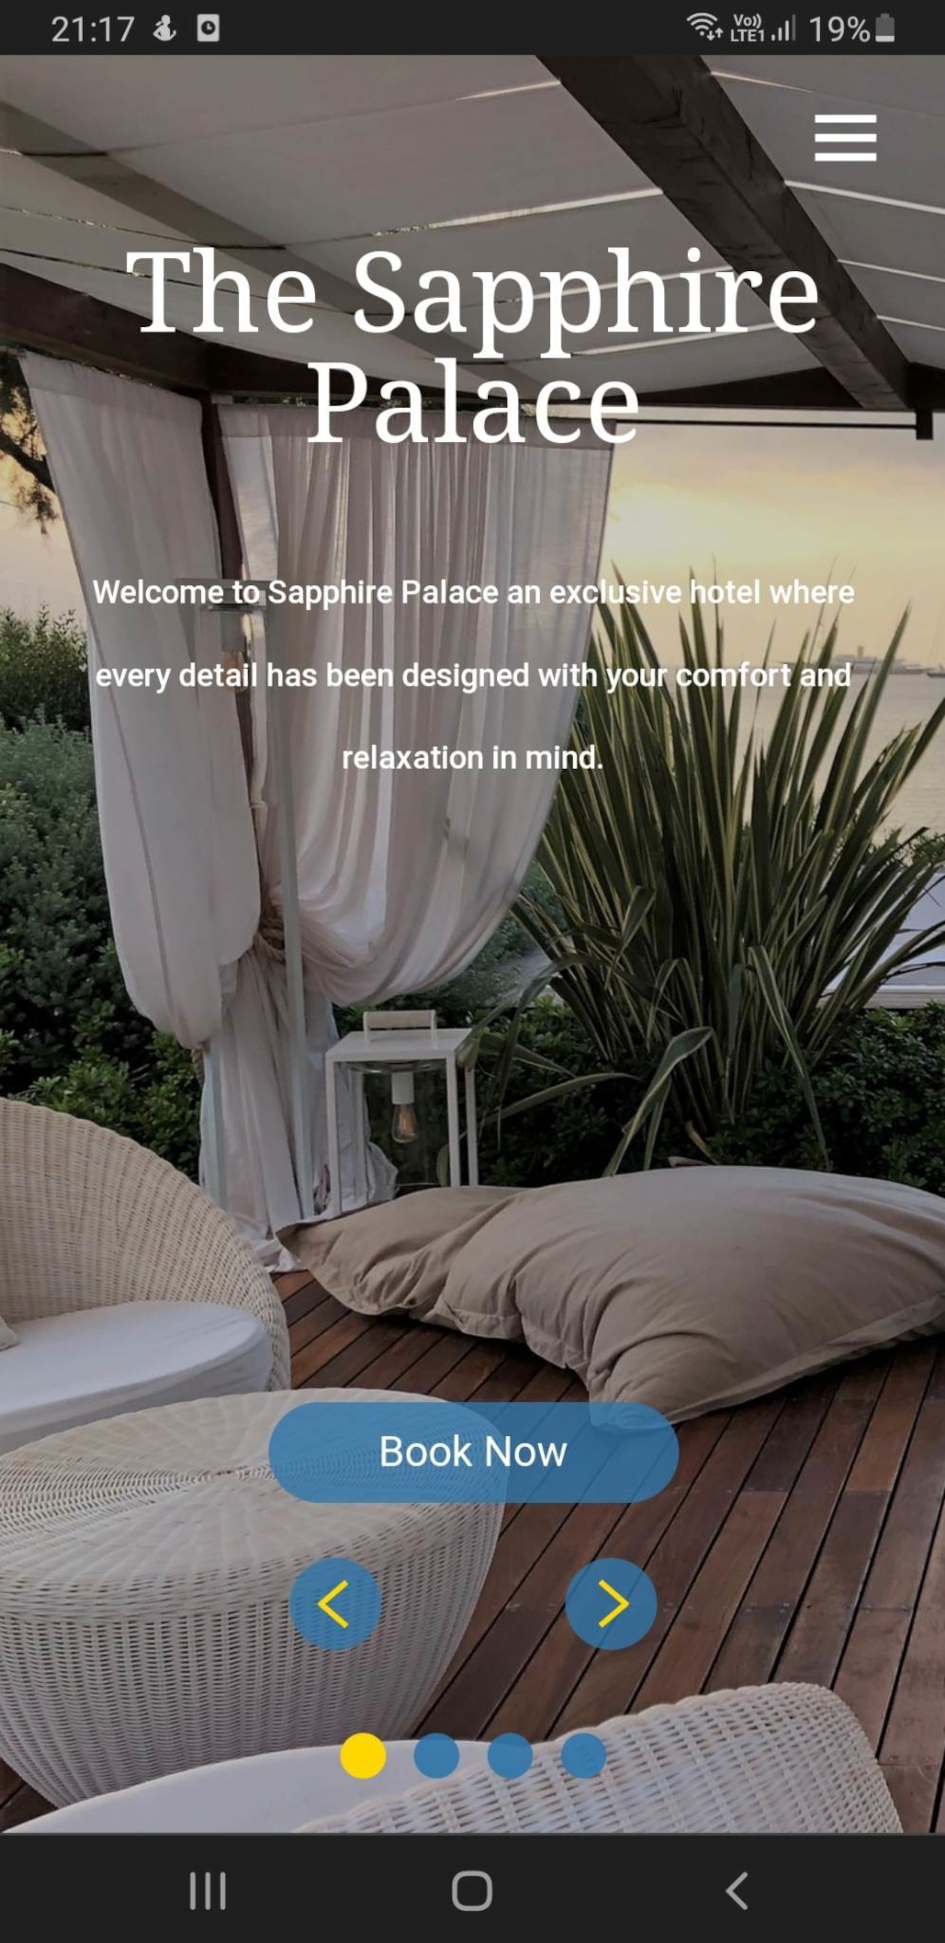 21:17
Vo))
LTE1
19%
The Sapphire
Palace
Welcome to Sapphire Palace an exclusive hotel where
every detail has been designed with your comfort and
relaxation in mind.
Book Now